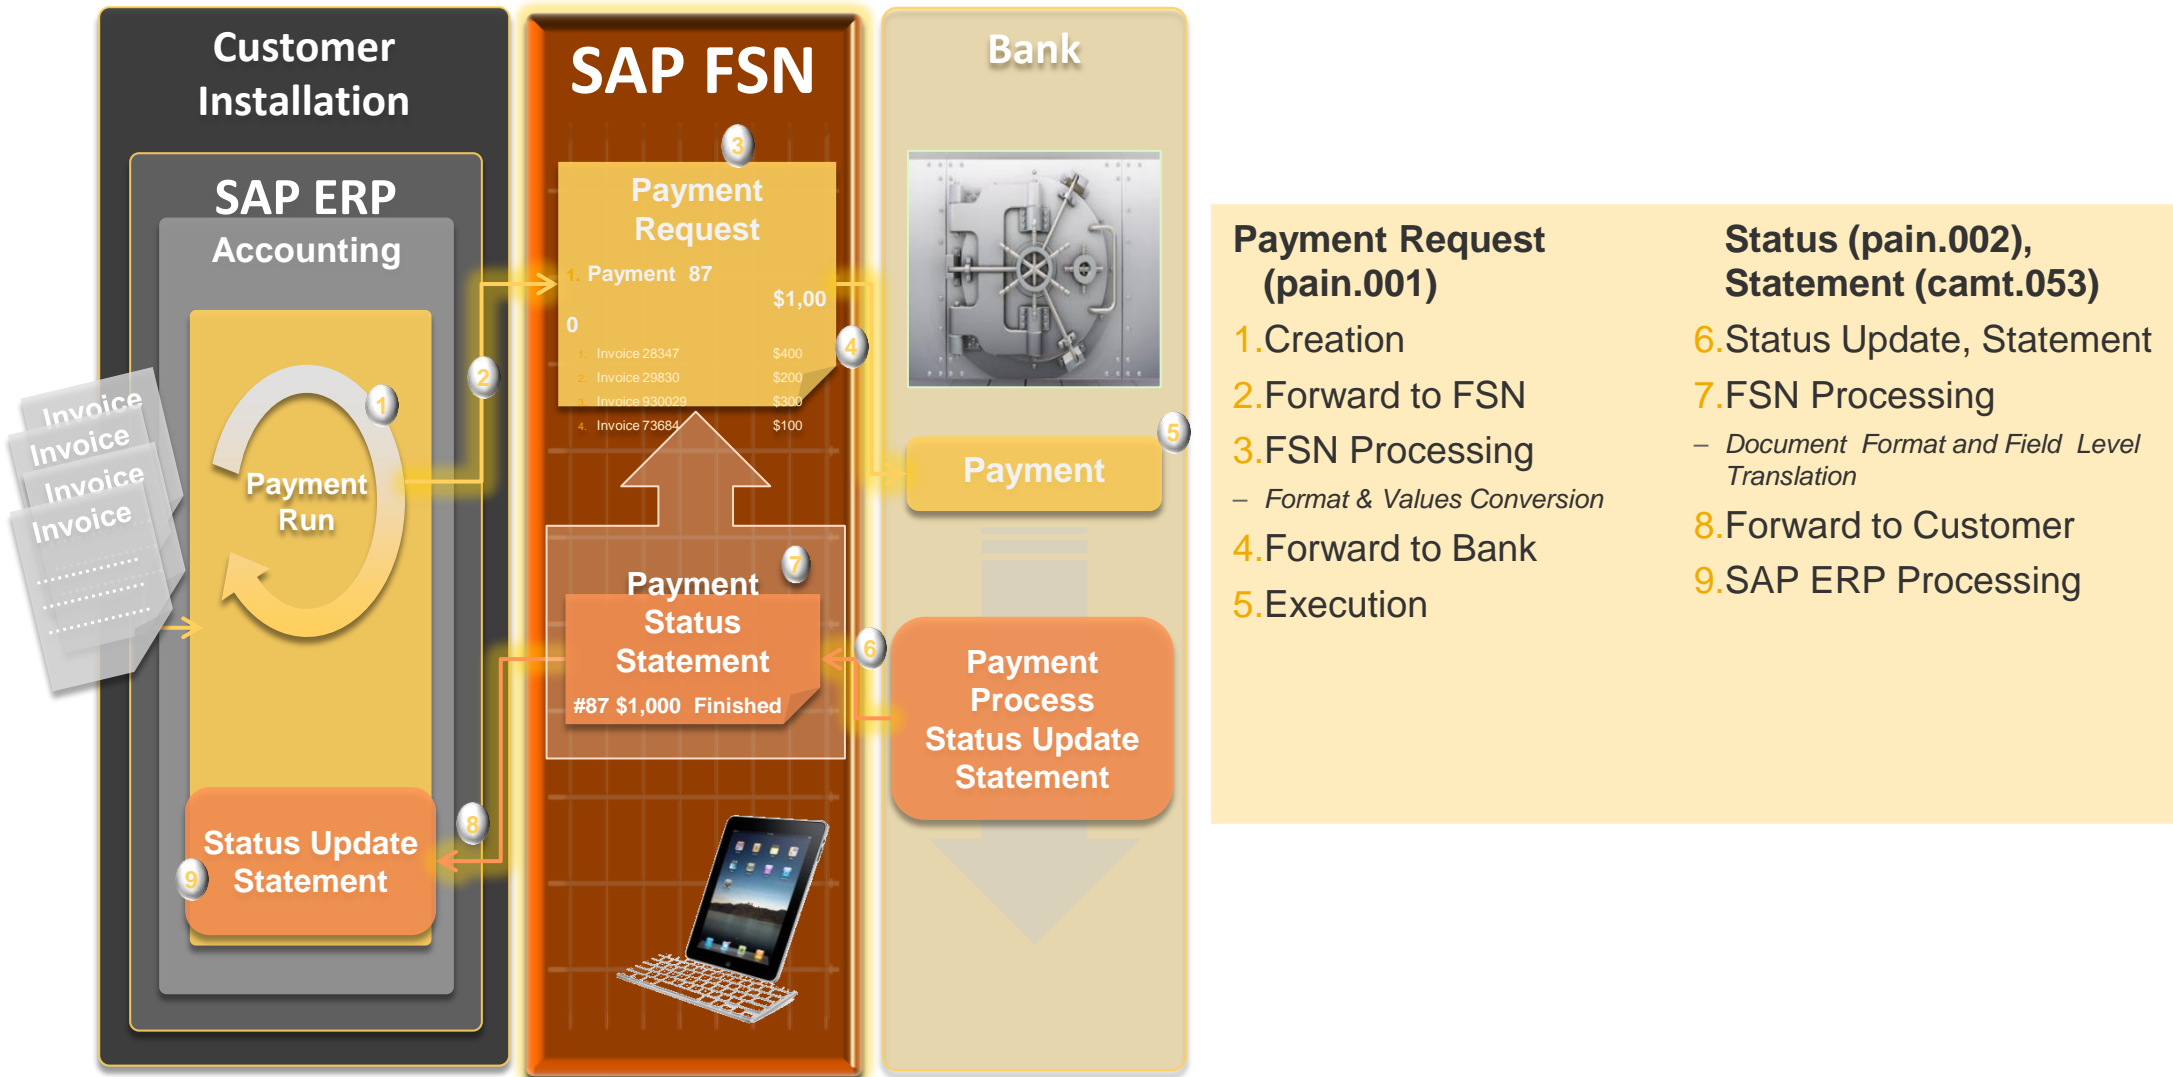 Customer
Installation
SAP ERP
Accounting
Invoice
Invoice
Invoice
Invoice
1
Payment
Run
2
Status Update
Statement
8
9
SAP FSN
3
Payment
Request
1. Payment 87
$1,00
0
1. Invoice 28347 $400
2. Invoice 29830 $200
3. Invoice 930029 $300
4. Invoice 73684 $100
4
7
Payment
Status
Statement
#87 $1,000 Finished
Bank
5
Payment
6
Payment
Process
Status Update
Statement
Payment Request
(pain.001)
1.Creation
2.Forward to FSN
3.FSN Processing
– Format & Values Conversion
4.Forward to Bank
5.Execution
Status (pain.002),
Statement (camt.053)
6.Status Update, Statement
7.FSN Processing
– Document Format and Field Level
Translation
8.Forward to Customer
9.SAP ERP Processing